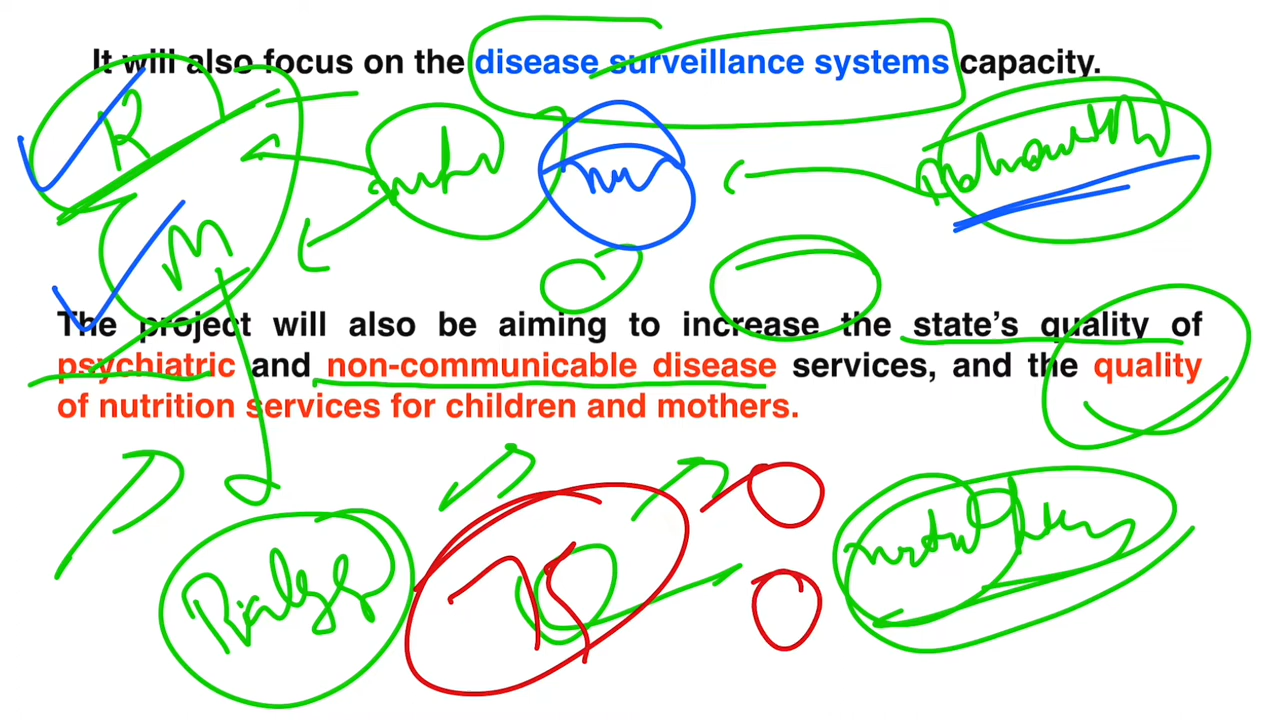 It will also focus on the disease surveillance systems capacity.
R
M
The project will also be aiming to increase the state's quality of
psychiatric and non-communicable disease services, and the quality
of nutrition services for children and mothers.